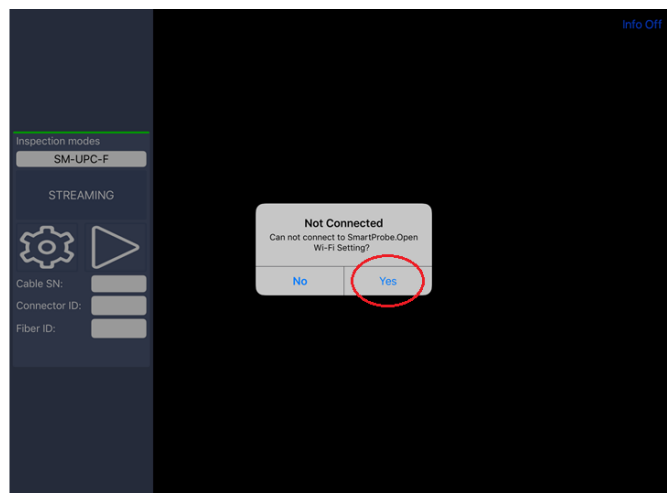 Info Off
Inspection modes
SM-UPC-F
STREAMING
Cable SN:
Connector ID:
Fiber ID:
Not Connected
Can not connect to SmartProbe.Open
Wi-Fi Setting?
No
Yes